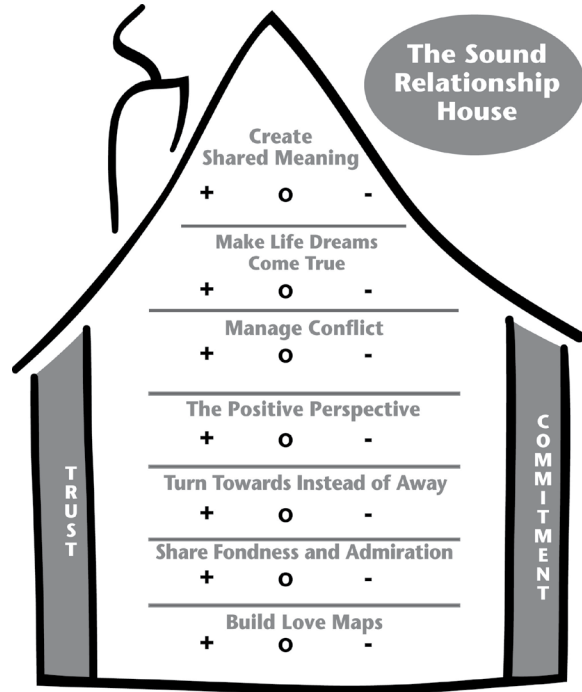 The Sound
Relationship
House
Create
Shared Meaning
+ o -
Make Life Dreams
Come True
+ o -
Manage Conflict
+ o -
The Positive Perspective
+ o -
Turn Towards Instead of Away
+ o -
Share Fondness and Admiration
+ o -
Build Love Maps
+ o -
TRUST
COMMITMENT